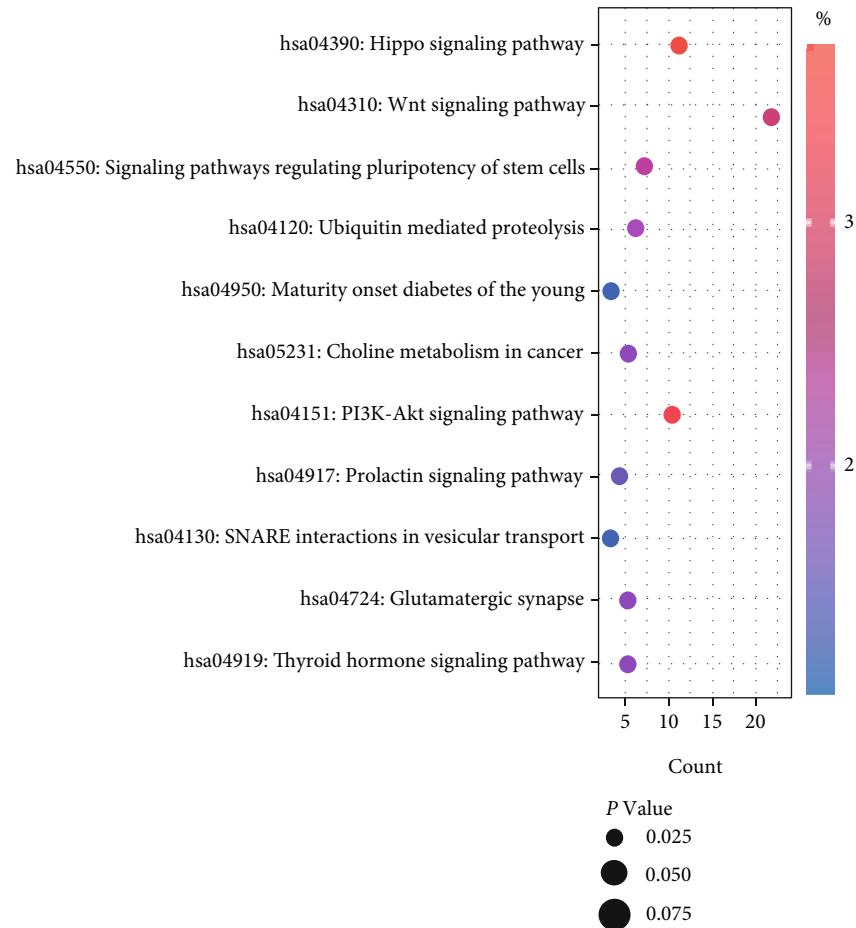 %
hsa04390: Hippo signaling pathway
hsa04310: Wnt signaling pathway
hsa04550: Signaling pathways regulating pluripotency of stem cells
3
hsa04120: Ubiquitin mediated proteolysis
hsa04950: Maturity onset diabetes of the young
hsa05231: Choline metabolism in cancer
hsa04151: PI3K-Akt signaling pathway
2
hsa04917: Prolactin signaling pathway
hsa04130: SNARE interactions in vesicular transport
hsa04724: Glutamatergic synapse
hsa04919: Thyroid hormone signaling pathway
5 10 15 20
Count
P Value
0.025
0.050
0.075